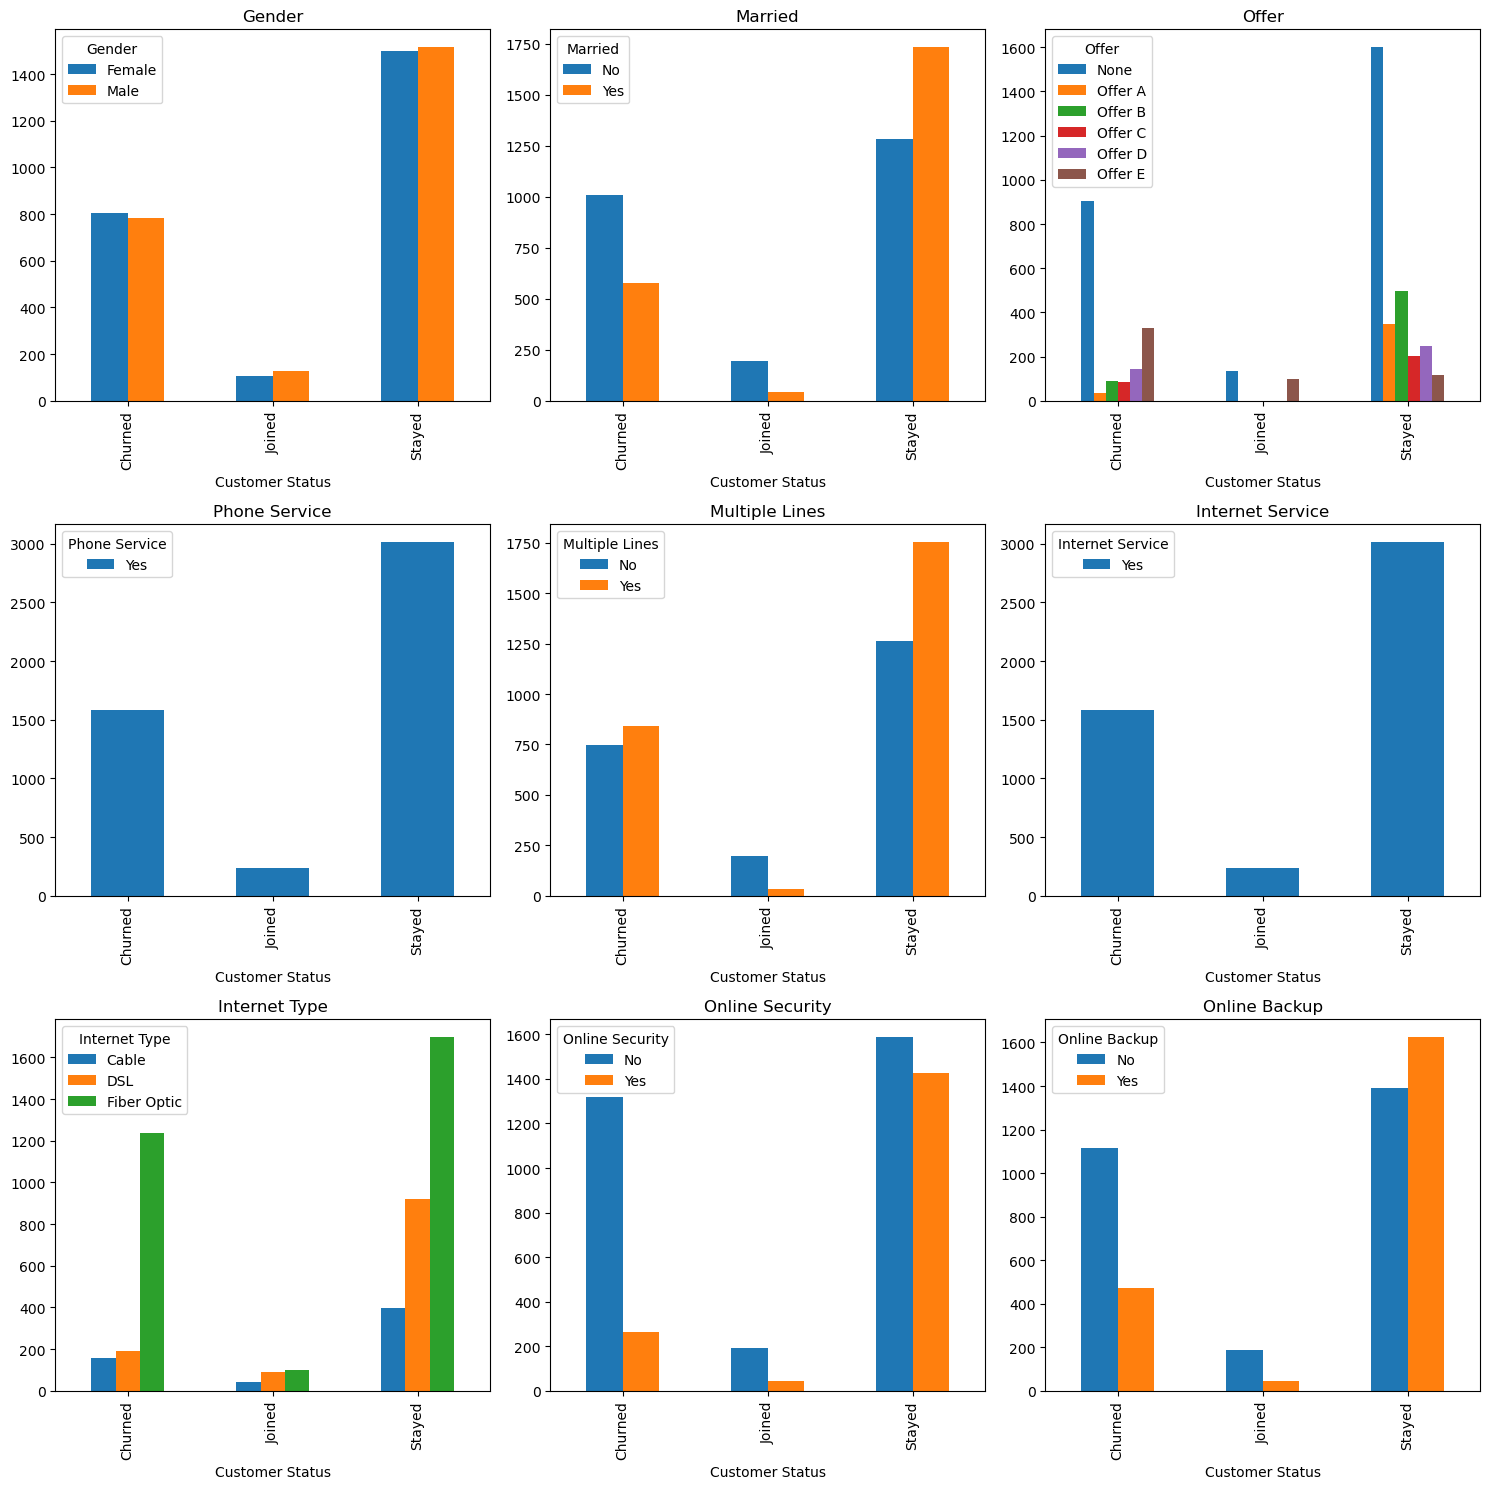 Gender
Gender
Female
Male
1400
1200
1000
800
600
400
200
0
Churned
Joined
Stayed
Customer Status
Married
Married
No
Yes
1750
1500
1250
1000
750
500
250
0
Churned
Joined
Stayed
Customer Status
Offer
Offer
None
Offer A
Offer B
Offer C
Offer D
Offer E
1600
1400
1200
1000
800
600
400
200
0
Churned
Joined
Stayed
Customer Status
Phone Service
Phone Service
Yes
3000
2500
2000
1500
1000
500
0
Churned
Joined
Stayed
Customer Status
Multiple Lines
Multiple Lines
No
Yes
1750
1500
1250
1000
750
500
250
0
Churned
Joined
Stayed
Customer Status
Internet Service
Internet Service
Yes
3000
2500
2000
1500
1000
500
0
Churned
Joined
Stayed
Customer Status
Internet Type
Internet Type
Cable
DSL
Fiber Optic
1600
1400
1200
1000
800
600
400
200
0
Churned
Joined
Stayed
Customer Status
Online Security
Online Security
No
Yes
1600
1400
1200
1000
800
600
400
200
0
Churned
Joined
Stayed
Customer Status
Online Backup
Online Backup
No
Yes
1600
1400
1200
1000
800
600
400
200
0
Churned
Joined
Stayed
Customer Status